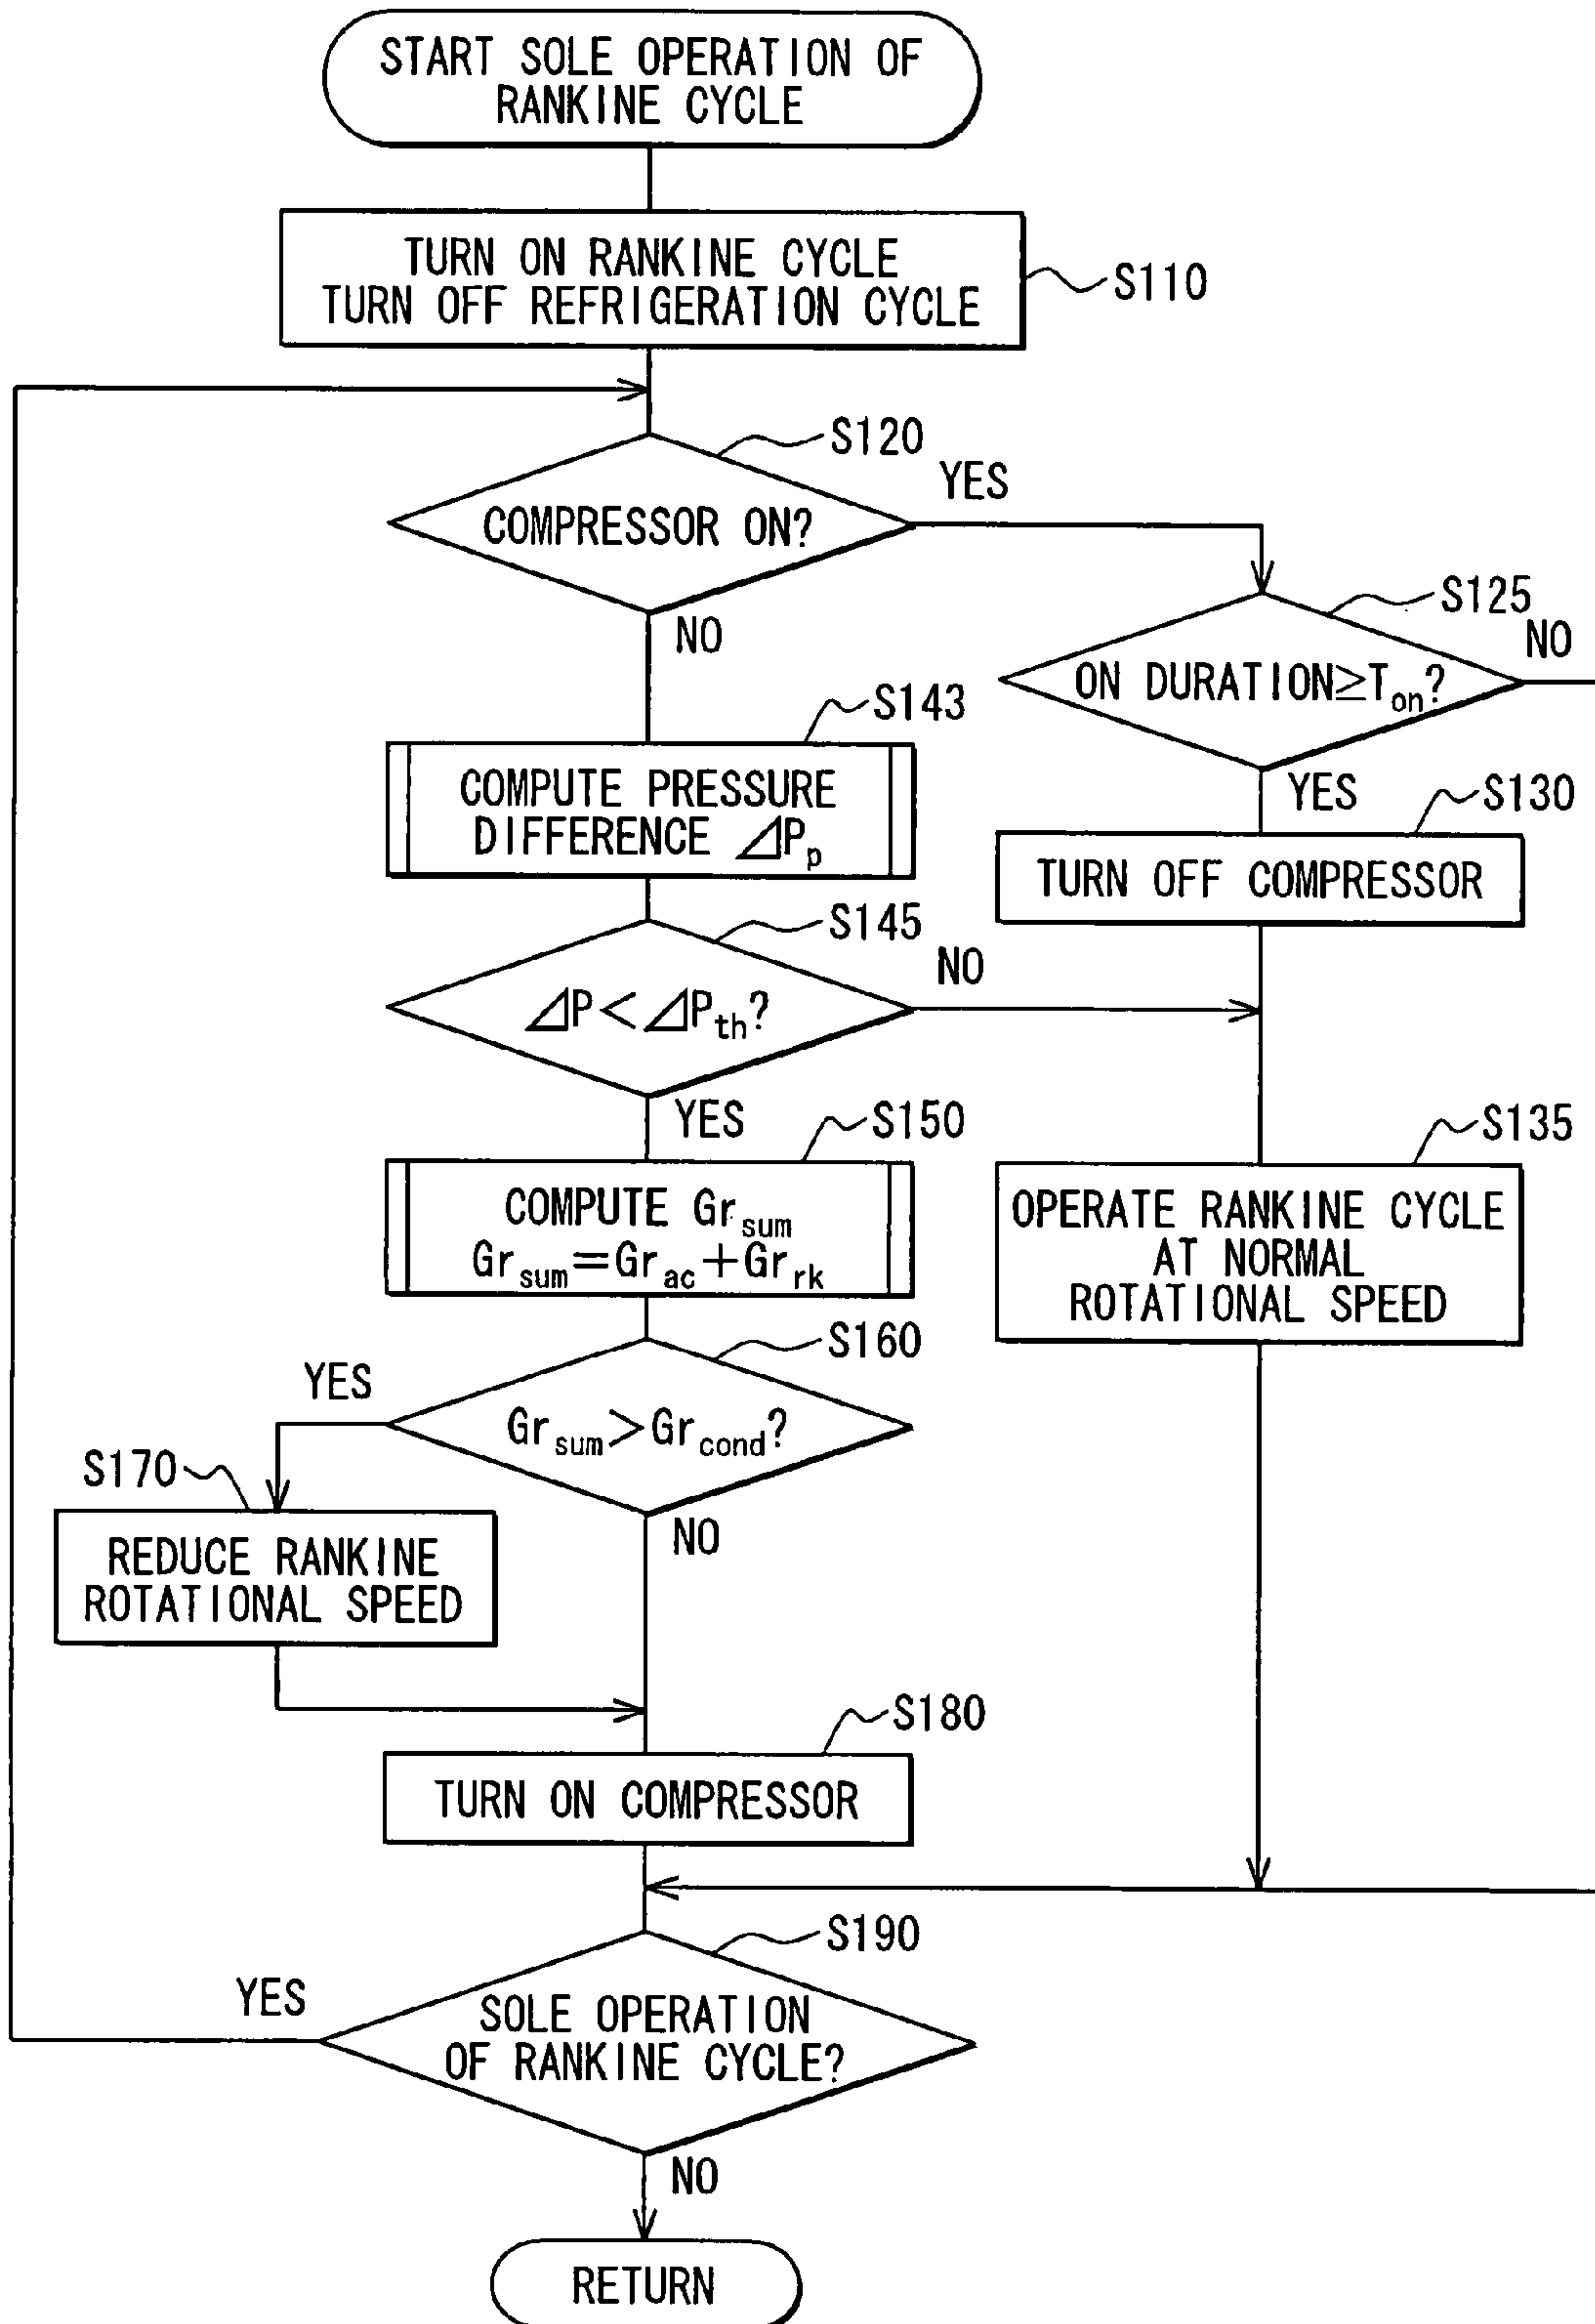 START SOLE OPERATION OF
RANKINE CYCLE
TURN ON RANKINE CYCLE
TURN OFF REFRIGERATION CYCLE
S110
S120
COMPRESSOR ON?
YES
NO
S125
ON DURATION≥Ton?
NO
YES
S130
TURN OFF COMPRESSOR
S143
COMPUTE PRESSURE
DIFFERENCE ⊿Pp
S145
⊿P<⊿Pth?
NO
YES
S135
OPERATE RANKINE CYCLE
AT NORMAL
ROTATIONAL SPEED
S150
COMPUTE Grsum
Grsum=Grac+Grrk
S160
Grsum>Grcond?
YES
NO
S170
REDUCE RANKINE
ROTATIONAL SPEED
S180
TURN ON COMPRESSOR
S190
SOLE OPERATION
OF RANKINE CYCLE?
YES
NO
RETURN